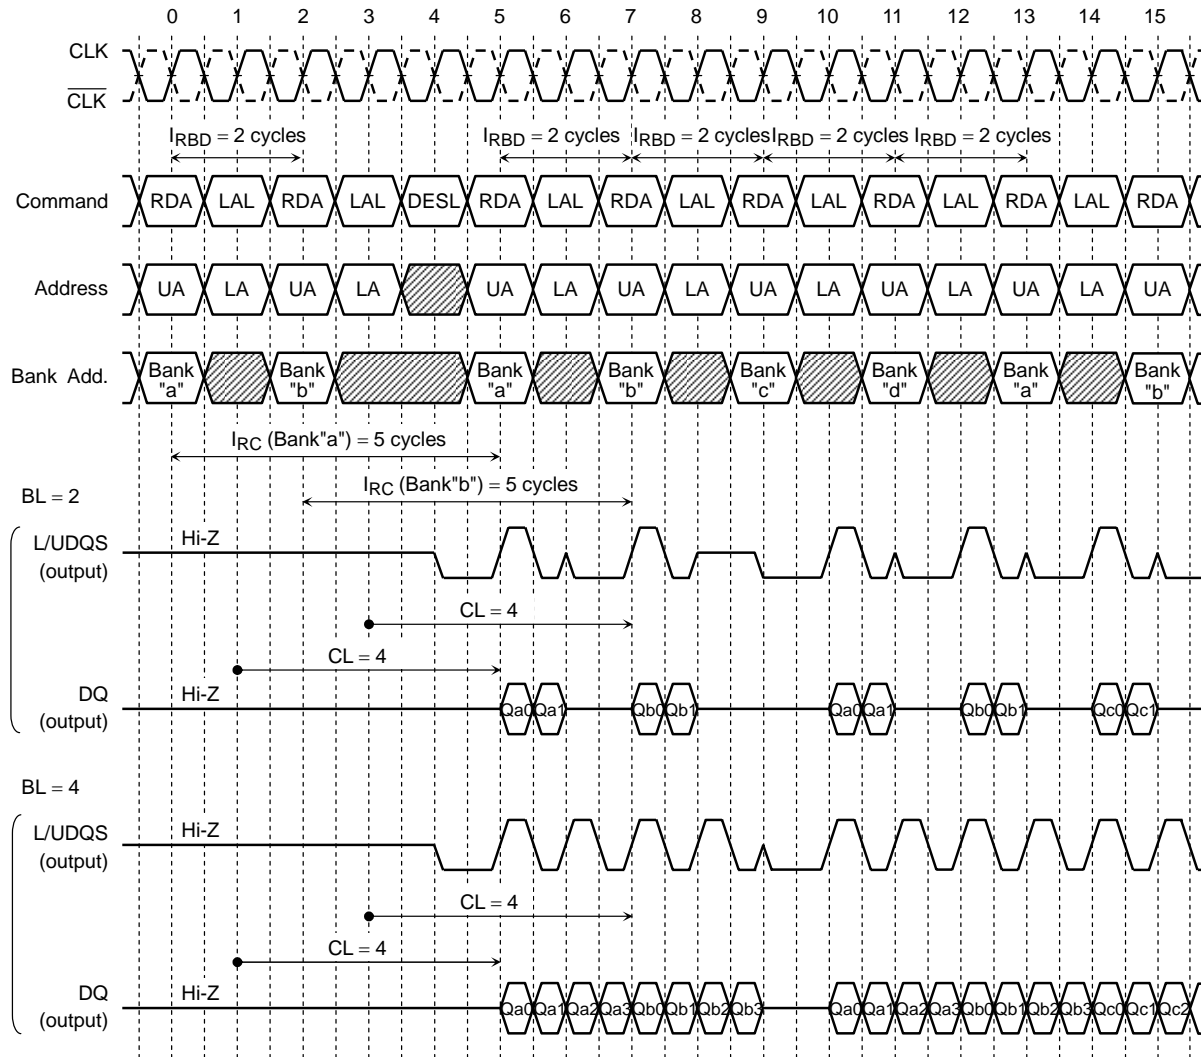 0 1 2 3 4 5 6 7 8 9 10 11 12 13 14 15
CLK
CLK
IRBD = 2 cycles IRBD = 2 cycles IRBD = 2 cycles IRBD = 2 cycles IRBD = 2 cycles
Command RDA LAL RDA LAL DESL RDA LAL RDA LAL RDA LAL RDA LAL RDA LAL RDA
Address UA LA UA LA UA LA UA LA UA LA UA LA UA LA UA
Bank Add. Bank "a" Bank "b" Bank "a" Bank "b" Bank "c" Bank "d" Bank "a" Bank "b"
IRC (Bank"a") = 5 cycles
IRC (Bank"b") = 5 cycles
BL = 2
L/UDQS Hi-Z
(output)
CL = 4
CL = 4
DQ Hi-Z
(output) Qa0 Qa1 Qb0 Qb1 Qa0 Qa1 Qb0 Qb1 Qc0 Qc1
BL = 4
L/UDQS Hi-Z
(output)
CL = 4
CL = 4
DQ Hi-Z
(output) Qa0 Qa1 Qa2 Qa3 Qb0 Qb1 Qb2 Qb3 Qa0 Qa1 Qa2 Qa3 Qb0 Qb1 Qb2 Qb3 Qc0 Qc1 Qc2